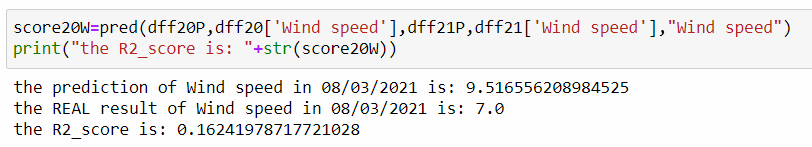 score20W=pred(dff20P,dff20['Wind speed'],dff21P,dff21['Wind speed'],"Wind speed")
print("the R2_score is: "+str(score20W))
the prediction of Wind speed in 08/03/2021 is: 9.516556208984525
the REAL result of Wind speed in 08/03/2021 is: 7.0
the R2_score is: 0.16241978717721028